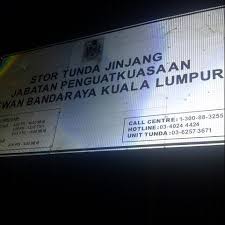 STOR TUNDA JINJANG
JABATAN PENGUATKUASAAN
DEWAN BANDARAYA KUALA LUMPUR
CALL CENTRE: 1-300-88-3255
HOTLINE: 03-4024 4424
UNIT TUNDA: 03-6257 3671